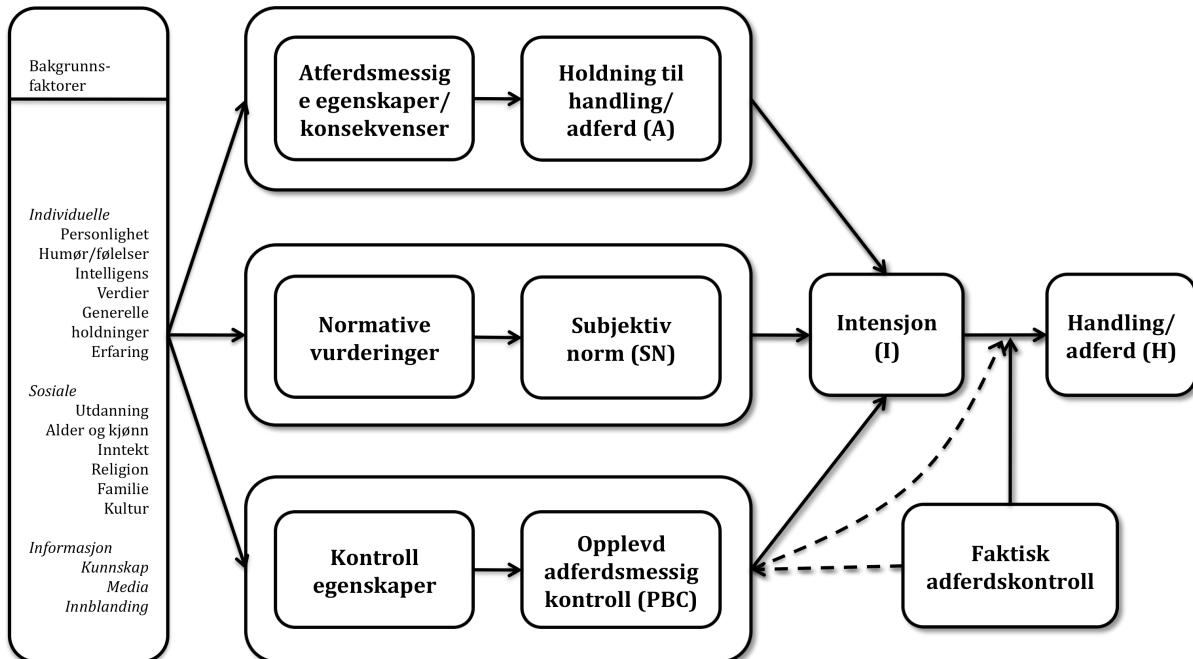 Bakgrunns-
faktorer
Individuelle
Personlighet
Humør/følelser
Intelligens
Verdier
Generelle
holdninger
Erfaring
Sosiale
Utdanning
Alder og kjønn
Inntekt
Religion
Familie
Kultur
Informasjon
Kunnskap
Media
Innblanding
Atferdsmessig
e egenskaper/
konsekvenser
Holdning til
handling/
adferd (A)
Normative
vurderinger
Subjektiv
norm (SN)
Kontroll
egenskaper
Opplevd
adferdsmessig
kontroll (PBC)
Intensjon
(I)
Handling/
adferd (H)
Faktisk
adferdskontroll